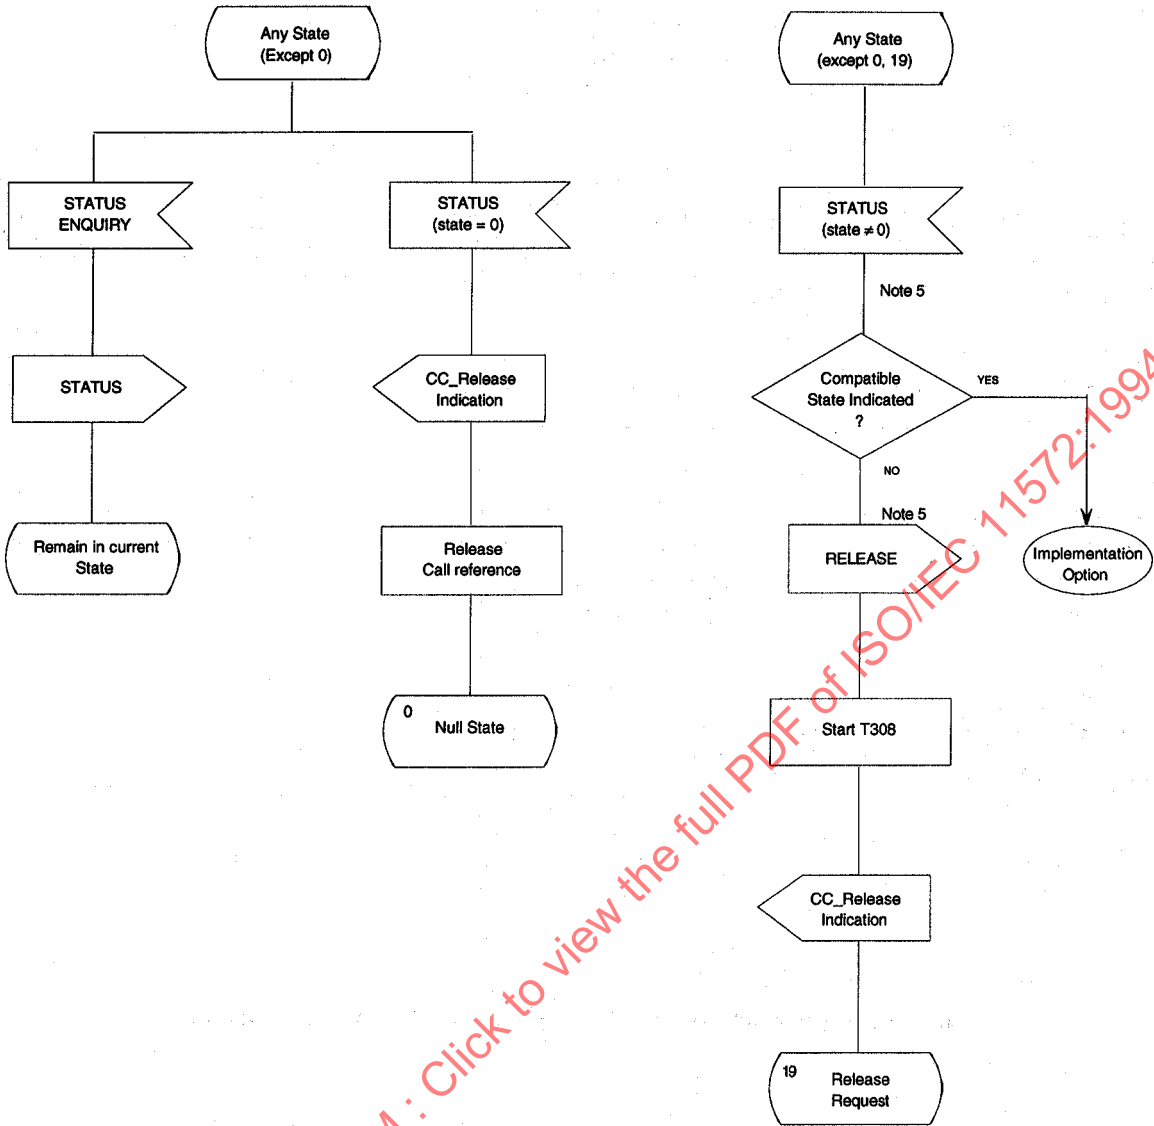 Any State
(Except 0)
STATUS
ENQUIRY
STATUS
Remain in current
State
STATUS
(state = 0)
CC_Release
Indication
Release
Call reference
0
Null State
Any State
(except 0, 19)
STATUS
(state ≠ 0)
Note 5
Compatible
State Indicated
?
YES
NO
Note 5
RELEASE
Implementation
Option
Start T308
CC_Release
Indication
19
Release
Request
: Click to view the full PDF of ISO/IEC 11572:1994